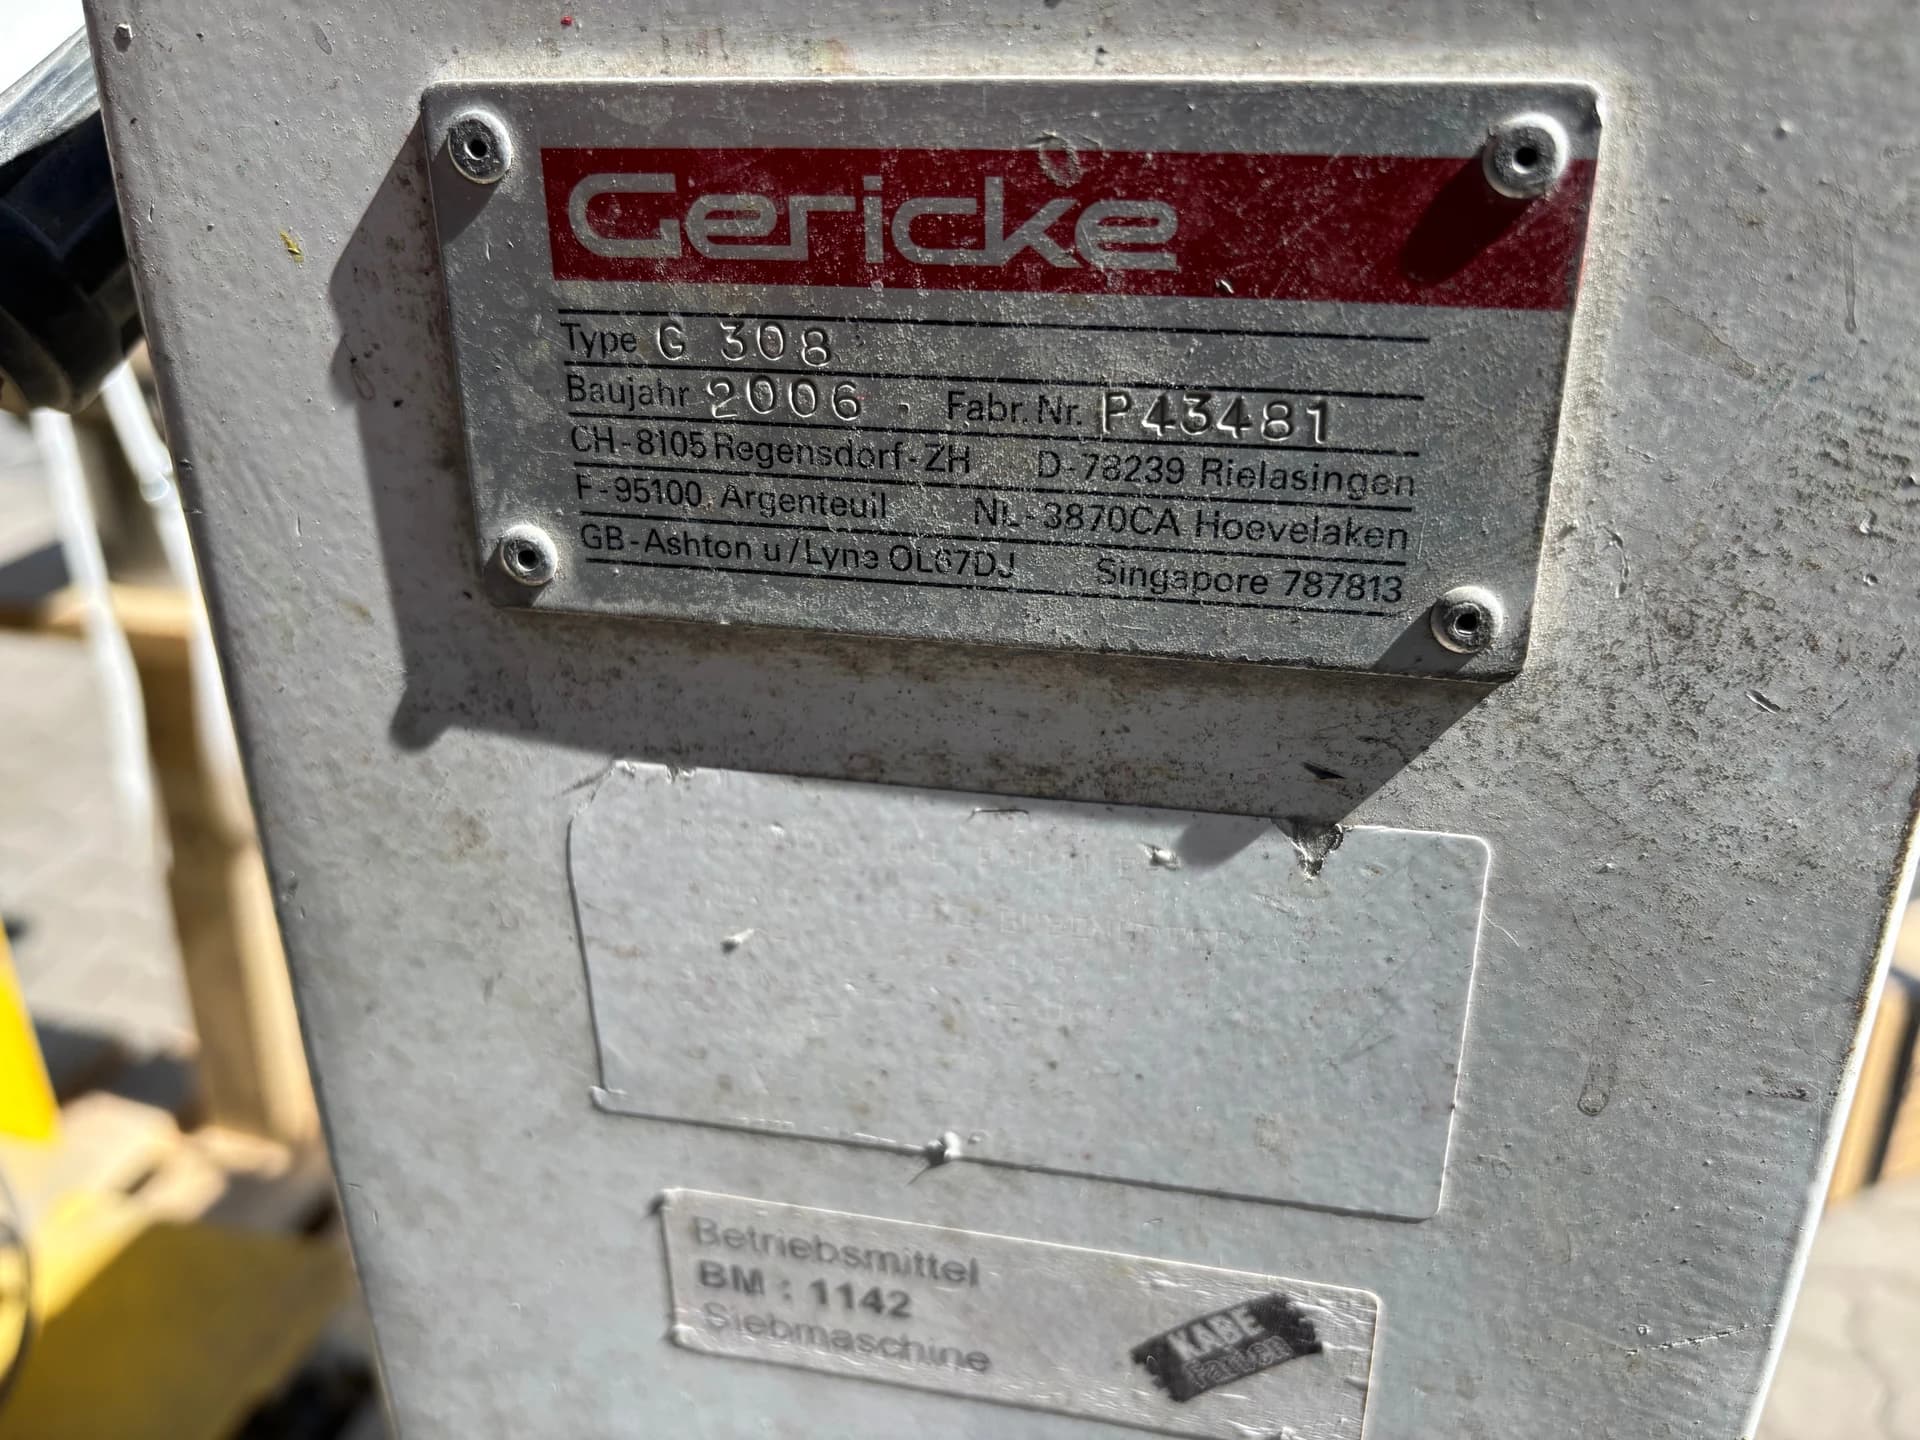 Gericke
Type G 308
Baujahr 2006 Fabr. Nr. P43481
CH-8105 Regensdorf-ZH D-78239 Rielasingen
F-95100 Argenteuil NL-3870CA Hoevelaken
GB-Ashton u/Lyne OL67DJ Singapore 787813
Betriebsmittel
BM : 1142
Siebmaschine
KABE
Farben